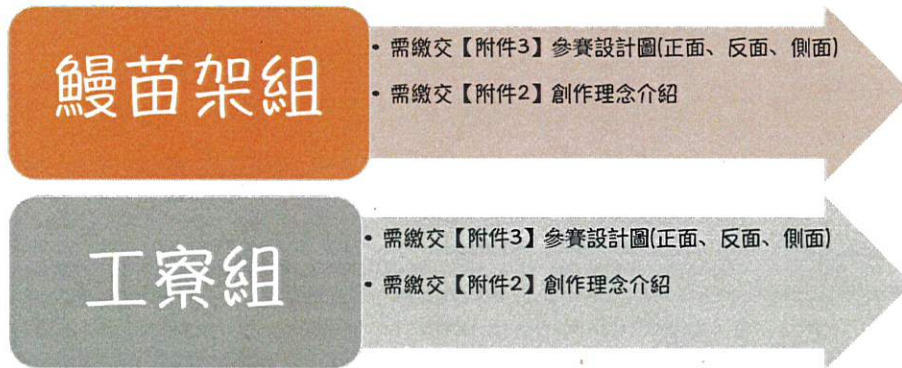 鰻苗架組
• 需繳交【附件3】參賽設計圖(正面、反面、側面)
• 需繳交【附件2】創作理念介紹
工寮組
• 需繳交【附件3】參賽設計圖(正面、反面、側面)
• 需繳交【附件2】創作理念介紹